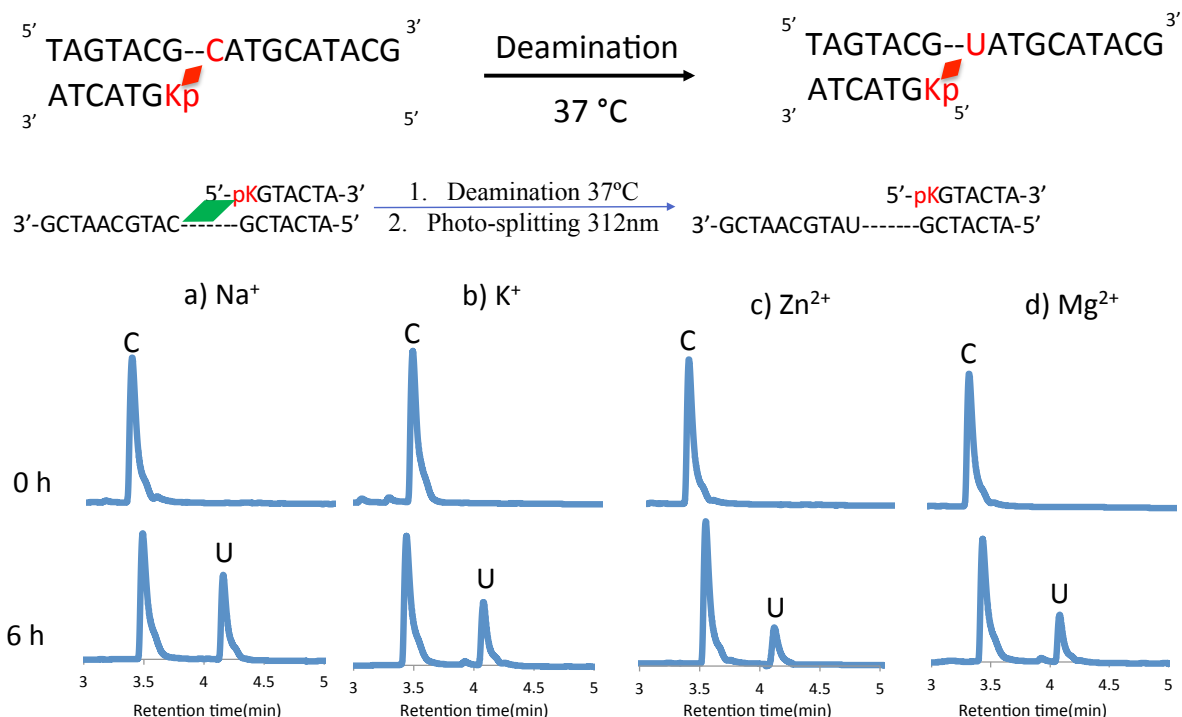 5’ TAGTACG--CATGCATACG 3’
ATCATGKp
3’ 5’
Deamination
37 °C
5’ TAGTACG--UATGCATACG 3’
ATCATGKp
3’ 5’
5’-pKGTACTA-3’
3’-GCTAACGTAC-------GCTACTA-5’
1. Deamination 37ºC
2. Photo-splitting 312nm
5’-pKGTACTA-3’
3’-GCTAACGTAU-------GCTACTA-5’
a) Na⁺ b) K⁺ c) Zn²⁺ d) Mg²⁺
C C C C
0 h
U U U U
6 h
3 3.5 4 4.5 5 3 3.5 4 4.5 5 3 3.5 4 4.5 5 3 3.5 4 4.5 5
Retention time(min) Retention time(min) Retention time(min) Retention time(min)